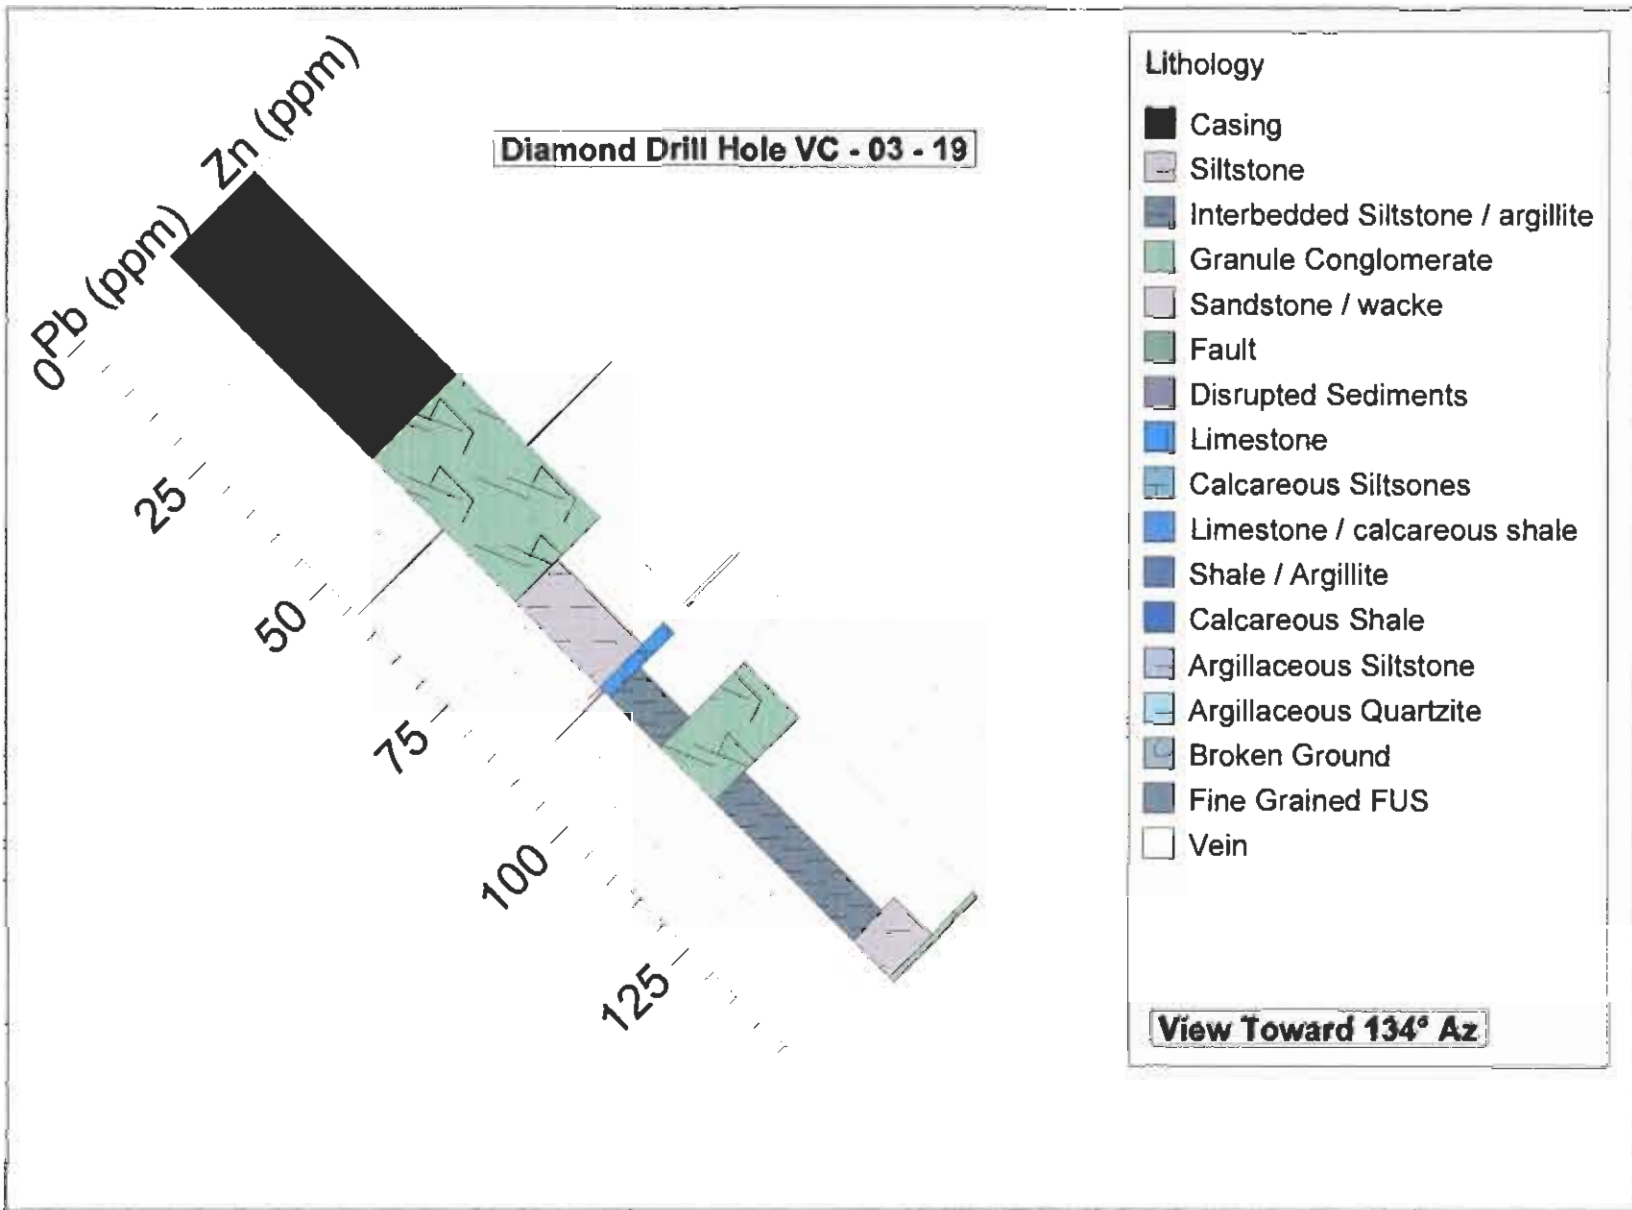 Zn (ppm)
Pb (ppm)
Diamond Drill Hole VC - 03 - 19
0
25
50
75
100
125
Lithology
Casing
Siltstone
Interbedded Siltstone / argillite
Granule Conglomerate
Sandstone / wacke
Fault
Disrupted Sediments
Limestone
Calcareous Siltsones
Limestone / calcareous shale
Shale / Argillite
Calcareous Shale
Argillaceous Siltstone
Argillaceous Quartzite
Broken Ground
Fine Grained FUS
Vein
View Toward 134° Az